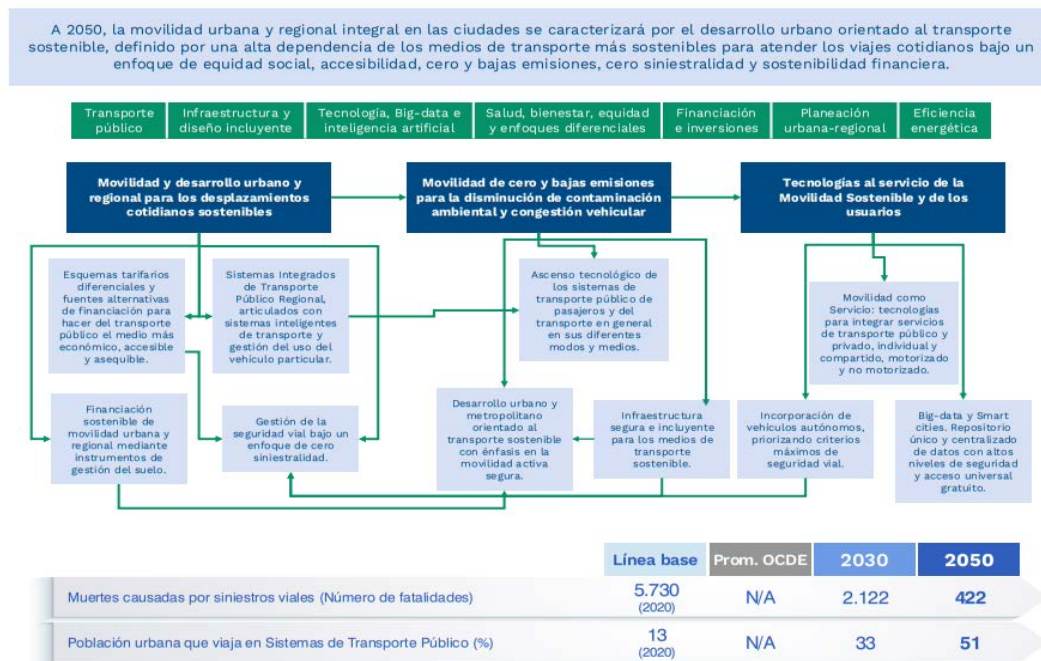 A 2050, la movilidad urbana y regional integral en las ciudades se caracterizará por el desarrollo urbano orientado al transporte
sostenible, definido por una alta dependencia de los medios de transporte más sostenibles para atender los viajes cotidianos bajo un
enfoque de equidad social, accesibilidad, cero y bajas emisiones, cero siniestralidad y sostenibilidad financiera.
Transporte
público
Infraestructura y
diseño incluyente
Tecnología, Big-data e
inteligencia artificial
Salud, bienestar, equidad
y enfoques diferenciales
Financiación
e inversiones
Planeación
urbana-regional
Eficiencia
energética
Movilidad y desarrollo urbano y
regional para los desplazamientos
cotidianos sostenibles
Movilidad de cero y bajas emisiones
para la disminución de contaminación
ambiental y congestión vehicular
Tecnologías al servicio de la
Movilidad Sostenible y de los
usuarios
Esquemas tarifarios
diferenciales y
fuentes alternativas
de financiación para
hacer del transporte
público el medio más
económico, accesible
y asequible.
Sistemas Integrados
de Transporte
Público Regional,
articulados con
sistemas inteligentes
de transporte y
gestión del uso del
vehículo particular.
Ascenso tecnológico de
los sistemas de
transporte público de
pasajeros y del
transporte en general
en sus diferentes
modos y medios.
Movilidad como
Servicio: tecnologías
para integrar servicios
de transporte público y
privado, individual y
compartido, motorizado y
no motorizado.
Financiación
sostenible de
movilidad urbana y
regional mediante
instrumentos de
gestión del suelo.
Gestión de la
seguridad vial bajo un
enfoque de cero
siniestralidad.
Desarrollo urbano y
metropolitano
orientado al
transporte sostenible
con énfasis en la
movilidad activa
segura.
Infraestructura
segura e incluyente
para los medios de
transporte
sostenible.
Incorporación de
vehículos autónomos,
priorizando criterios
máximos de
seguridad vial.
Big-data y Smart
cities. Repositorio
único y centralizado
de datos con altos
niveles de seguridad
y acceso universal
gratuito.
Línea base Prom. OCDE 2030 2050
Muertes causadas por siniestros viales (Número de fatalidades) 5.730 N/A 2.122 422
(2020)
Población urbana que viaja en Sistemas de Transporte Público (%) 13 N/A 33 51
(2020)